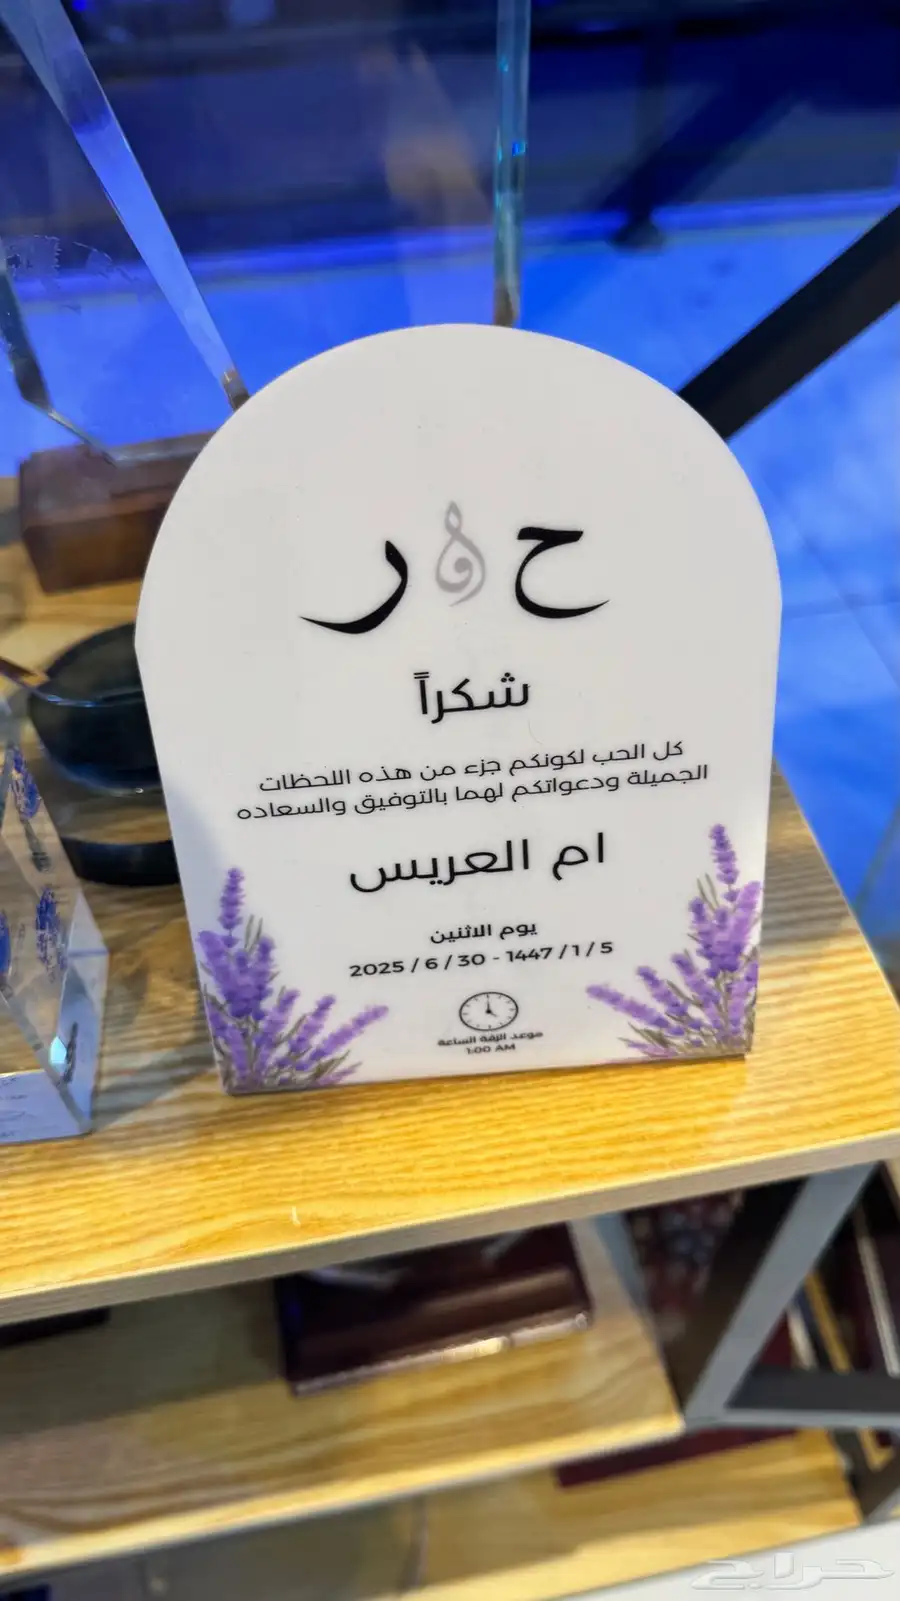 ح و ر
شكراً
كل الحب لكونكم جزء من هذه اللحظات
الجميلة ودعواتكم لهما بالتوفيق والسعاده
ام العريس
يوم الاثنين
2025 / 6 / 30 - 1447 / 1 / 5
موعد الزفة الساعة
1:00 AM
حراج